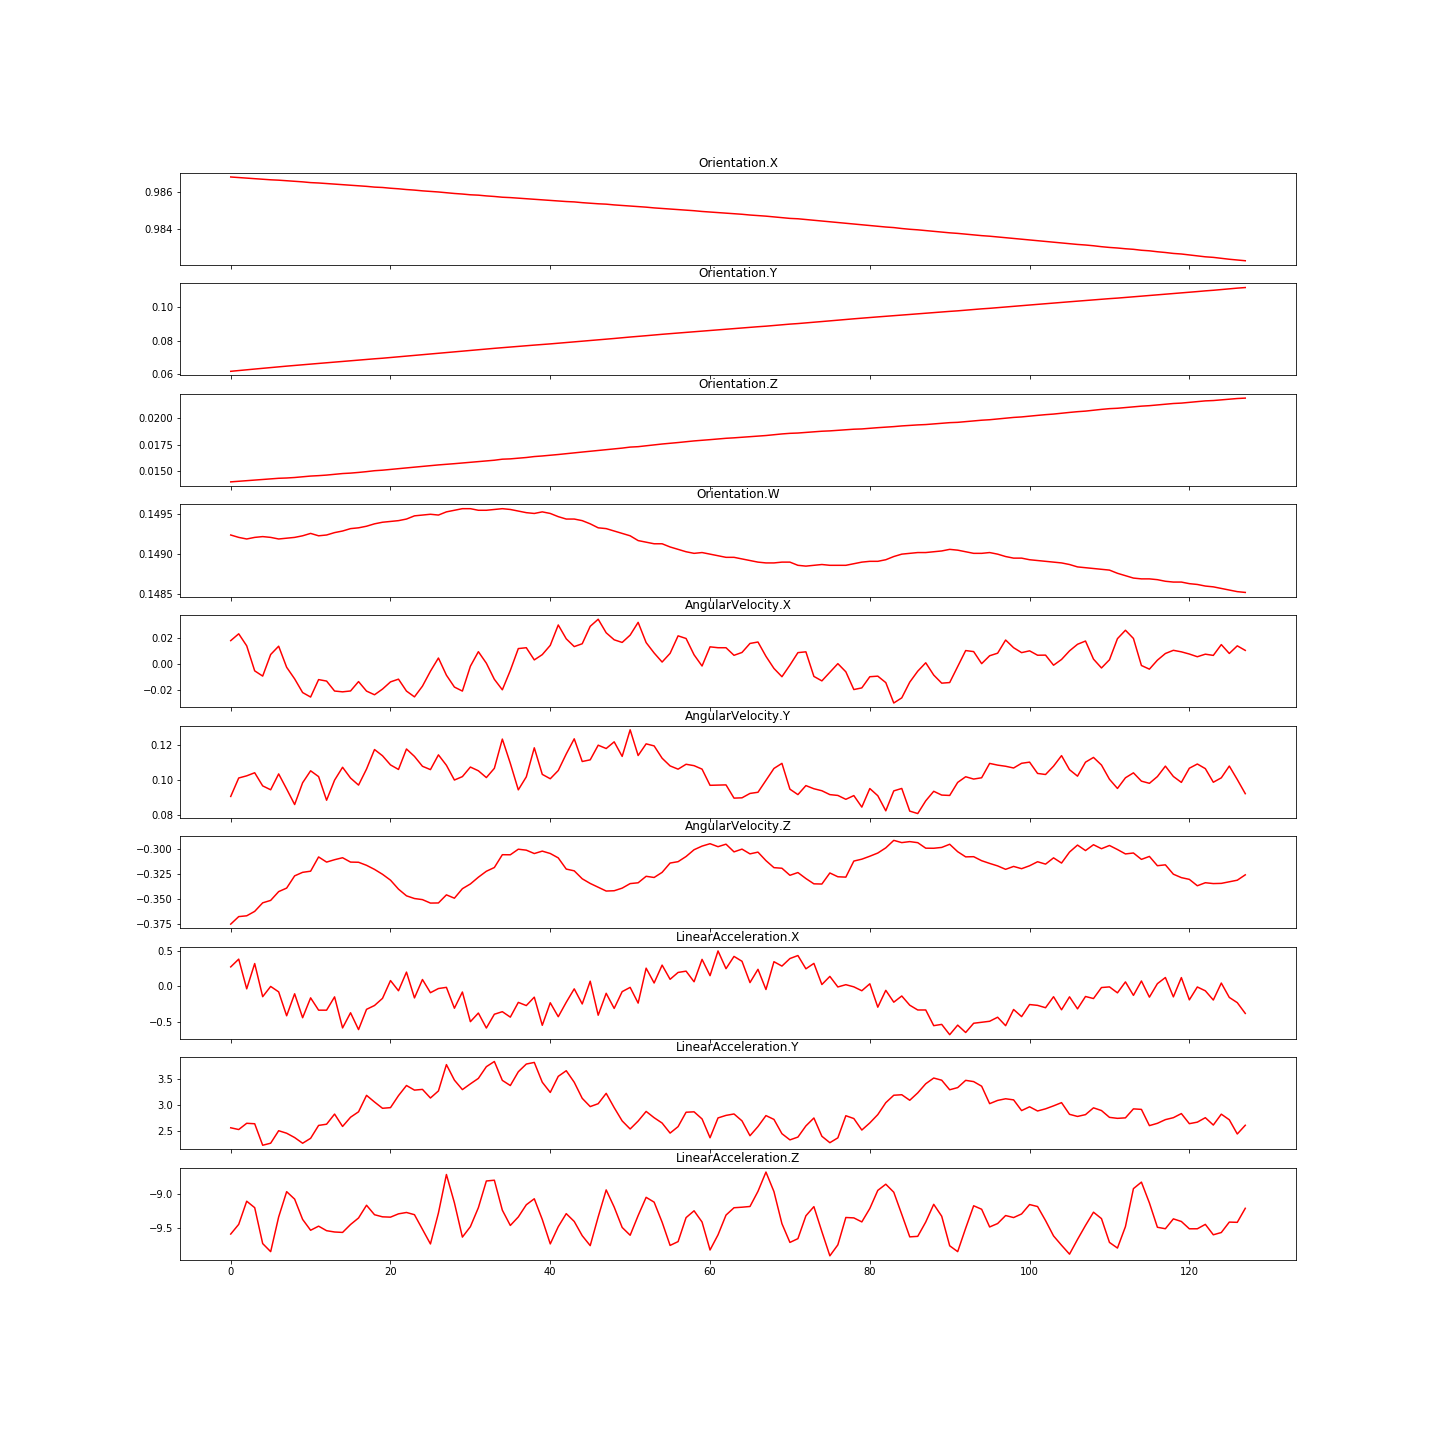 Orientation.X
0.986
0.984
Orientation.Y
0.10
0.08
0.06
Orientation.Z
0.0200
0.0175
0.0150
Orientation.W
0.1495
0.1490
0.1485
AngularVelocity.X
0.02
0.00
−0.02
AngularVelocity.Y
0.12
0.10
0.08
AngularVelocity.Z
−0.300
−0.325
−0.350
−0.375
LinearAcceleration.X
0.5
0.0
−0.5
LinearAcceleration.Y
3.5
3.0
2.5
LinearAcceleration.Z
−9.0
−9.5
0 20 40 60 80 100 120